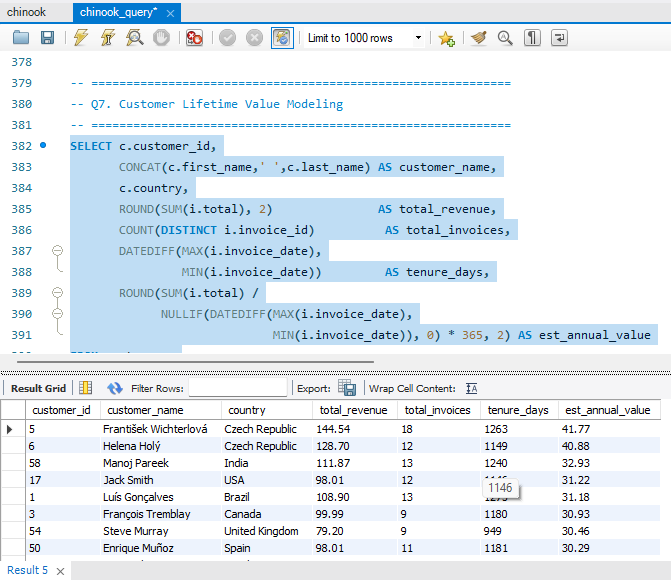 chinook chinook_query*
Limit to 1000 rows
378
379 -- ============================================================
380 -- Q7. Customer Lifetime Value Modeling
381 -- ============================================================
382 SELECT c.customer_id,
383 CONCAT(c.first_name,' ',c.last_name) AS customer_name,
384 c.country,
385 ROUND(SUM(i.total), 2) AS total_revenue,
386 COUNT(DISTINCT i.invoice_id) AS total_invoices,
387 DATEDIFF(MAX(i.invoice_date),
388 MIN(i.invoice_date)) AS tenure_days,
389 ROUND(SUM(i.total) /
390 NULLIF(DATEDIFF(MAX(i.invoice_date),
391 MIN(i.invoice_date)), 0) * 365, 2) AS est_annual_value
Result Grid Filter Rows: Export: Wrap Cell Content:
customer_id customer_name country total_revenue total_invoices tenure_days est_annual_value
5 František Wichterlová Czech Republic 144.54 18 1263 41.77
6 Helena Holý Czech Republic 128.70 12 1149 40.88
58 Manoj Pareek India 111.87 13 1240 32.93
17 Jack Smith USA 98.01 12 1146 31.22
1146
1 Luís Gonçalves Brazil 108.90 13 31.18
3 François Tremblay Canada 99.99 9 1180 30.93
54 Steve Murray United Kingdom 79.20 9 949 30.46
50 Enrique Muñoz Spain 98.01 11 1181 30.29
Result 5